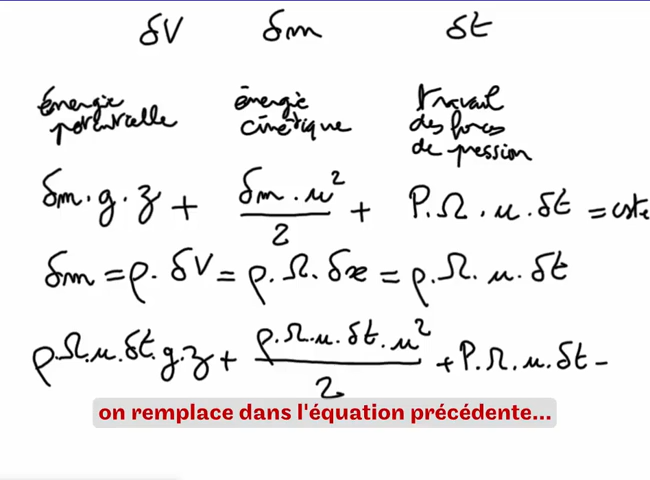 δV δm δt
énergie énergie travail
potentielle cinétique des forces
de pression
δm.g.z + δm.u²/2 + P.Ω.u.δt = cste
δm = ρ.δV = ρ.Ω.δx = ρ.Ω.u.δt
ρ.Ω.u.δt.g.z + ρ.Ω.u.δt.u²/2 + P.Ω.u.δt -
on remplace dans l'équation précédente...